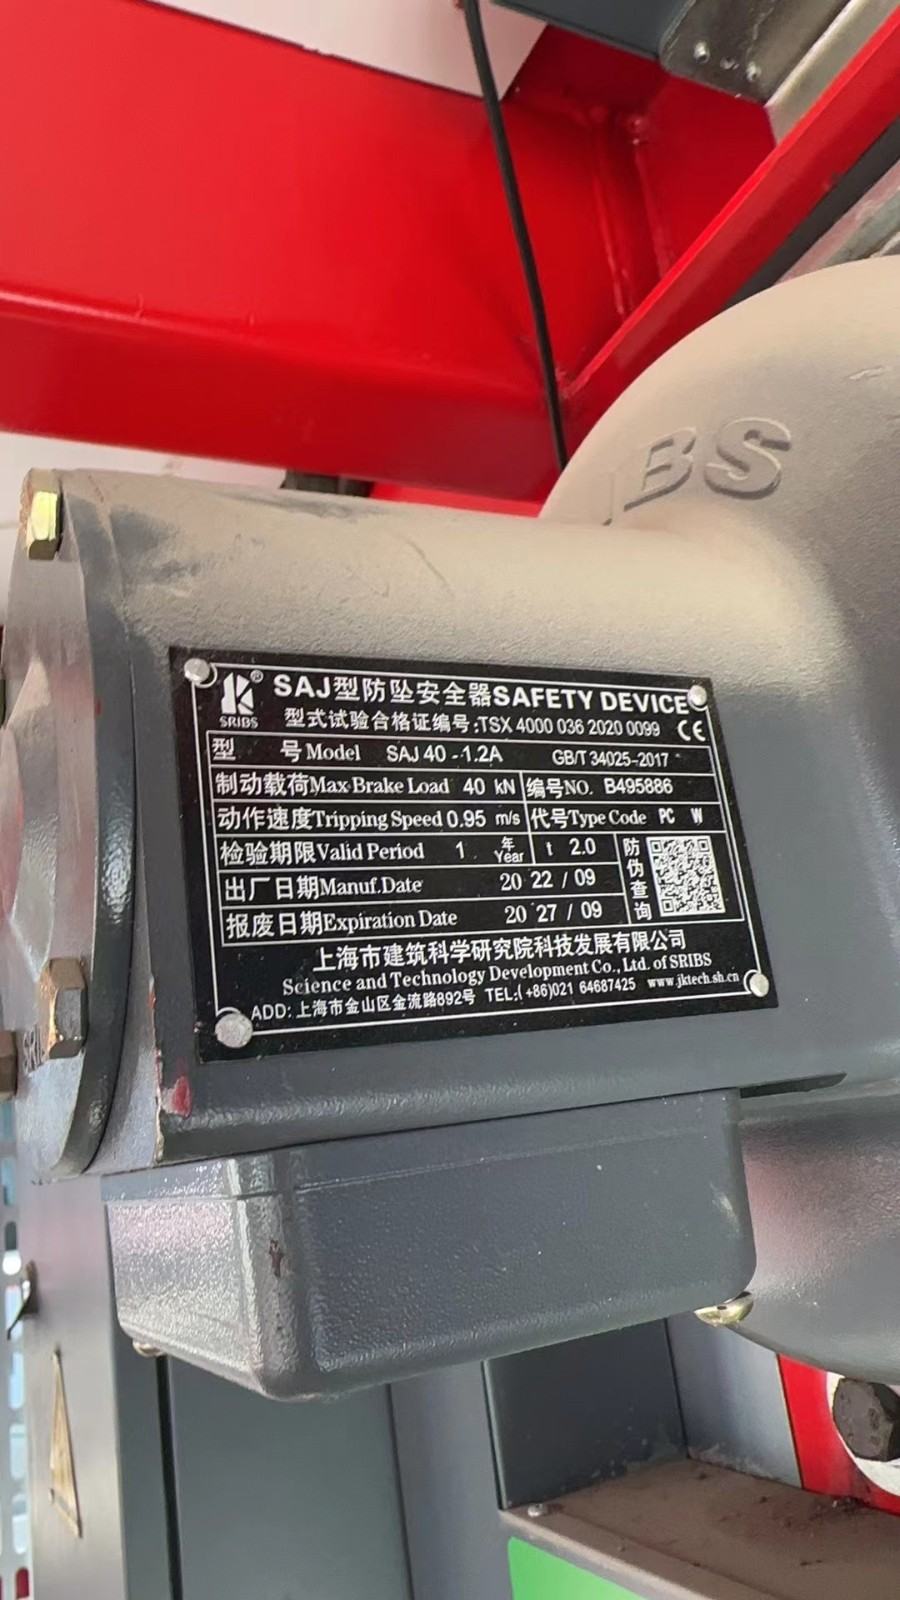 BS
SRIBS
SAJ型防坠安全器SAFETY DEVICE
型式试验合格证编号:TSX 4000 036 2020 0099 CE
型 号Model SAJ 40-1.2A GB/T 34025-2017
制动载荷Max Brake Load 40 kN 编号NO. B495886
动作速度Tripping Speed 0.95 m/s 代号Type Code PC W
检验期限Valid Period 1 年Year t 2.0
出厂日期Manuf.Date 20 22 / 09
报废日期Expiration Date 20 27 / 09
防伪查询
上海市建筑科学研究院科技发展有限公司
Science and Technology Development Co., Ltd. of SRIBS
ADD: 上海市金山区金流路892号 TEL:(+86)021 64687425 www.jktech.sh.cn